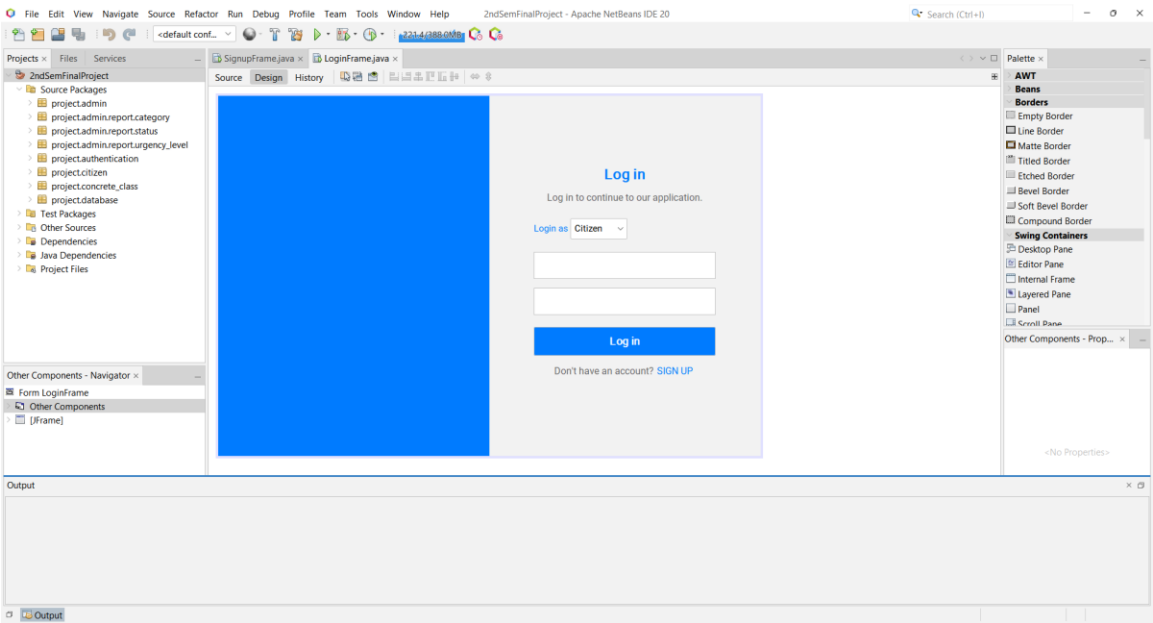 File Edit View Navigate Source Refactor Run Debug Profile Team Tools Window Help 2ndSemFinalProject - Apache NetBeans IDE 20 Search (Ctrl+I)
<default conf...
Projects Files Services
SignupFrame.java LoginFrame.java
Palette
Source Design History
2ndSemFinalProject
Source Packages
project.admin
project.admin.report.category
project.admin.report.status
project.admin.report.urgency_level
project.authentication
project.citizen
project.concrete_class
project.database
Test Packages
Other Sources
Dependencies
Java Dependencies
Project Files
Log in
Log in to continue to our application.
Login as Citizen
Log in
Don't have an account? SIGN UP
AWT
Beans
Borders
Empty Border
Line Border
Matte Border
Titled Border
Etched Border
Bevel Border
Soft Bevel Border
Compound Border
Swing Containers
Desktop Pane
Editor Pane
Internal Frame
Layered Pane
Panel
Scroll Pane
Other Components - Prop...
<No Properties>
Other Components - Navigator
Form LoginFrame
Other Components
[JFrame]
Output
Output